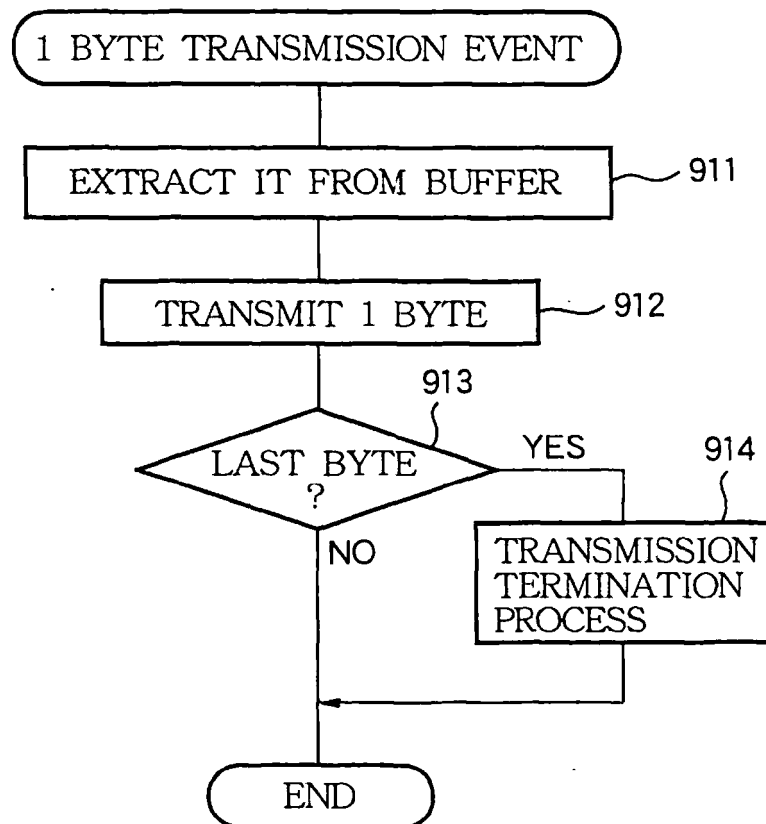 1 BYTE TRANSMISSION EVENT
EXTRACT IT FROM BUFFER
911
TRANSMIT 1 BYTE
912
913
LAST BYTE
?
YES
NO
914
TRANSMISSION
TERMINATION
PROCESS
END